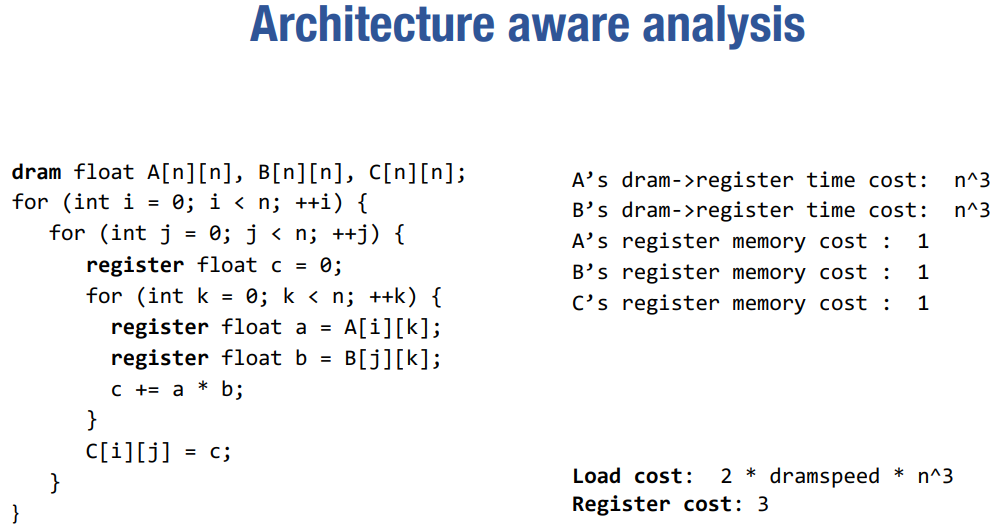 Architecture aware analysis
dram float A[n][n], B[n][n], C[n][n];
for (int i = 0; i < n; ++i) {
for (int j = 0; j < n; ++j) {
register float c = 0;
for (int k = 0; k < n; ++k) {
register float a = A[i][k];
register float b = B[j][k];
c += a * b;
}
C[i][j] = c;
}
}
A’s dram->register time cost:  n^3
B’s dram->register time cost:  n^3
A’s register memory cost :  1
B’s register memory cost :  1
C’s register memory cost :  1
Load cost:  2 * dramspeed * n^3
Register cost: 3